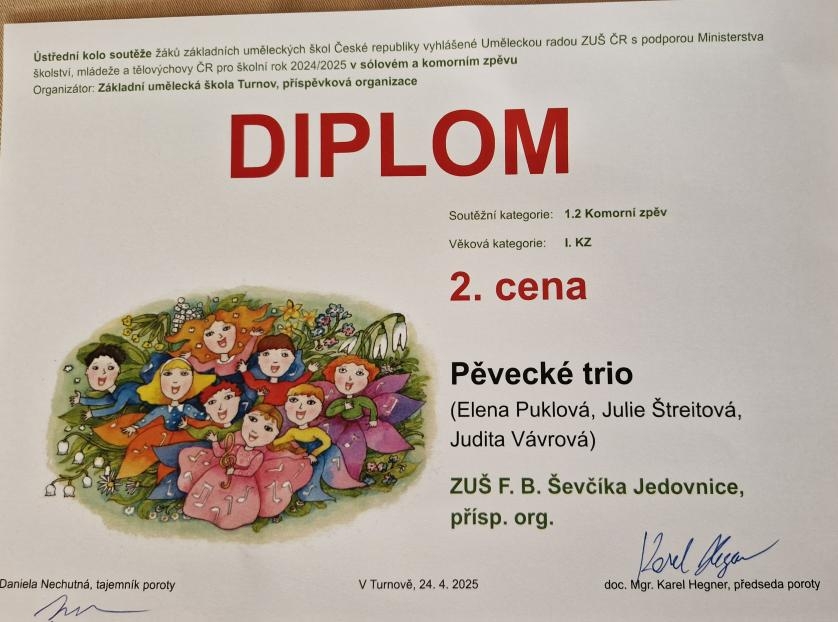 Ústřední kolo soutěže žáků základních uměleckých škol České republiky vyhlášené Uměleckou radou ZUŠ ČR s podporou Ministerstva
školství, mládeže a tělovýchovy ČR pro školní rok 2024/2025 v sólovém a komorním zpěvu
Organizátor: Základní umělecká škola Turnov, příspěvková organizace
DIPLOM
Soutěžní kategorie: 1.2 Komorní zpěv
Věková kategorie: I. KZ
2. cena
Pěvecké trio
(Elena Puklová, Julie Štreitová,
Judita Vávrová)
ZUŠ F. B. Ševčíka Jedovnice,
přísp. org.
Karel Hegner
Daniela Nechutná, tajemník poroty
V Turnově, 24. 4. 2025
doc. Mgr. Karel Hegner, předseda poroty